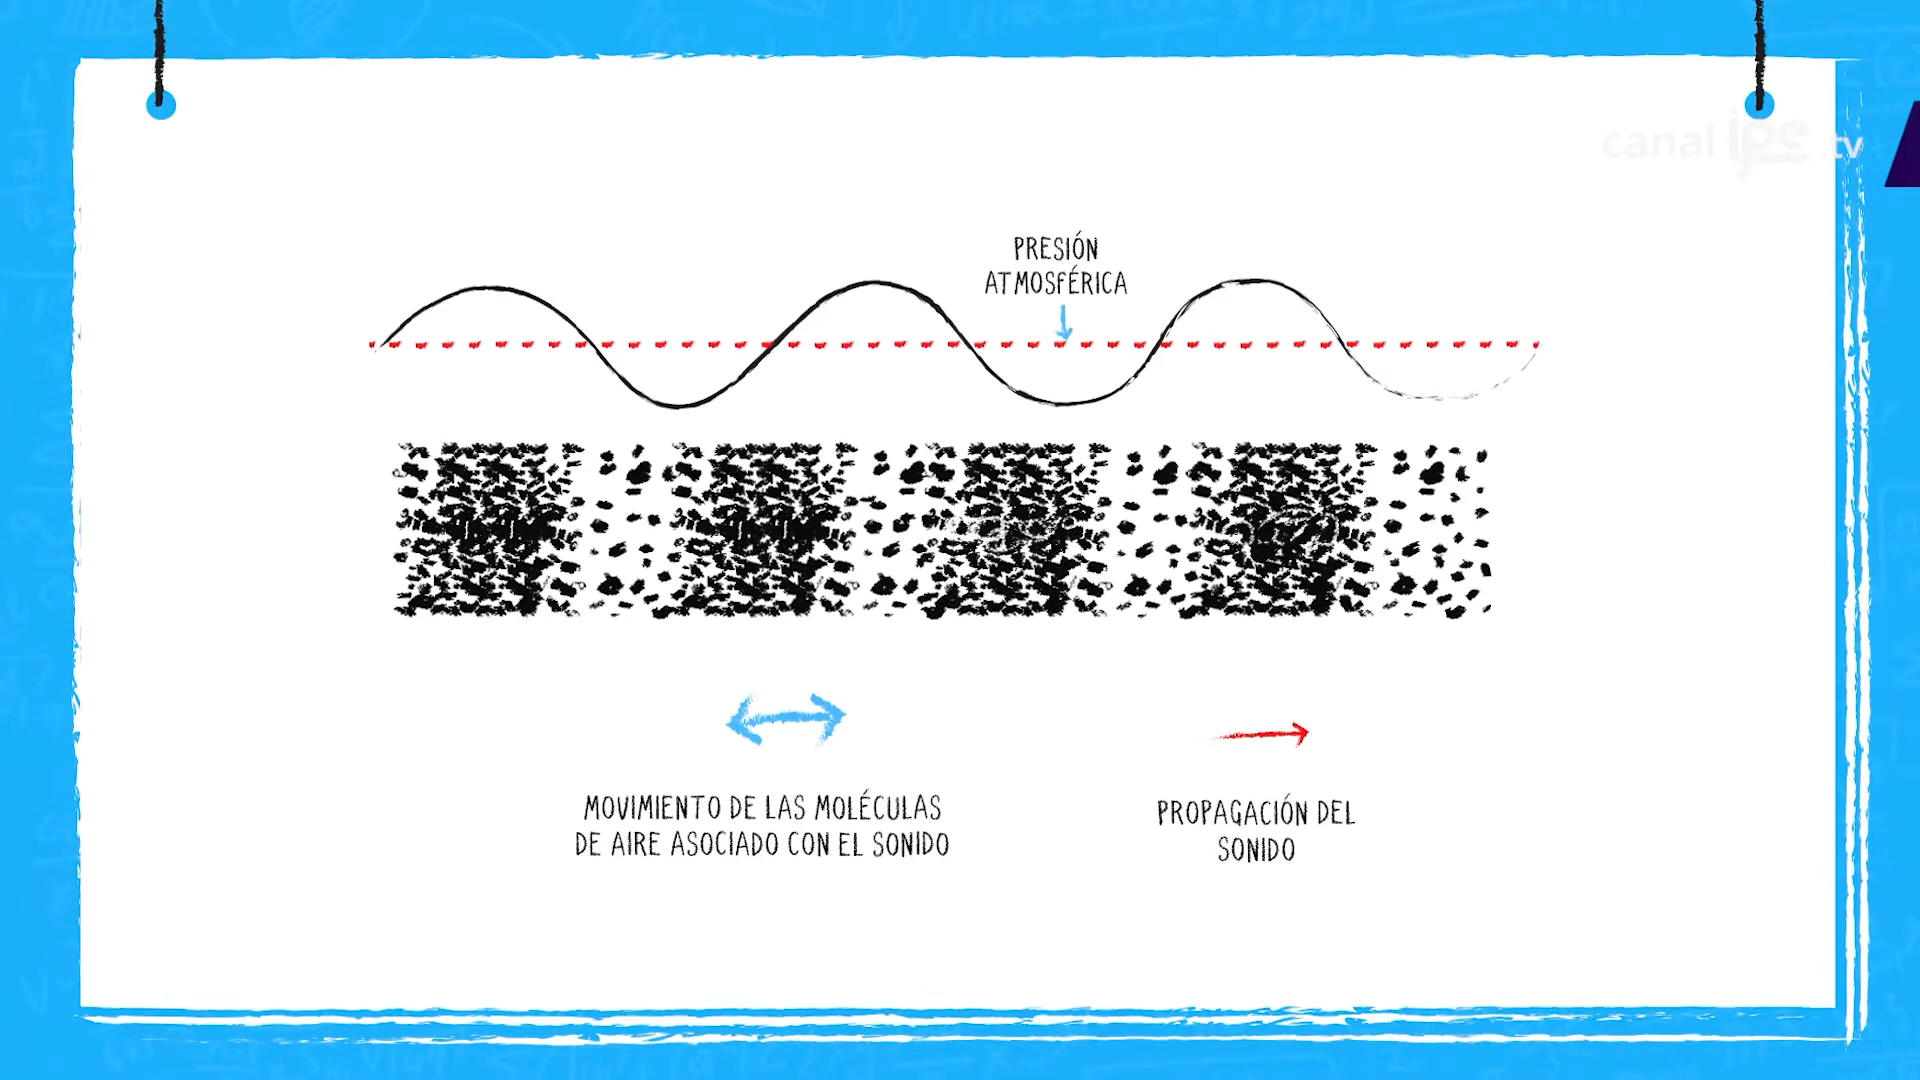 canal ipe .tv
PRESIÓN
ATMOSFÉRICA
MOVIMIENTO DE LAS MOLÉCULAS
DE AIRE ASOCIADO CON EL SONIDO
PROPAGACIÓN DEL
SONIDO